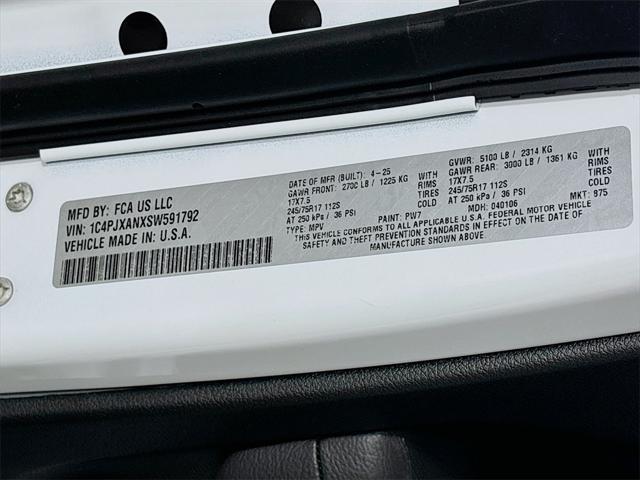 MFD BY: FCA US LLC
VIN: 1C4PJXANXSW591792
VEHICLE MADE IN: U.S.A.
DATE OF MFR (BUILT): 4-25
GAWR FRONT: 2700 LB / 1225 KG WITH
17X7.5 RIMS
245/75R17 112S TIRES
AT 250 kPa / 36 PSI COLD
GVWR: 5100 LB / 2314 KG
GAWR REAR: 3000 LB / 1361 KG WITH
17X7.5 RIMS
245/75R17 112S TIRES
AT 250 kPa / 36 PSI COLD
TYPE: MPV PAINT: PW7 MDH: 040106 MKT: 875
THIS VEHICLE CONFORMS TO ALL APPLICABLE U.S.A. FEDERAL MOTOR VEHICLE
SAFETY AND THEFT PREVENTION STANDARDS IN EFFECT ON THE DATE OF
MANUFACTURE SHOWN ABOVE.